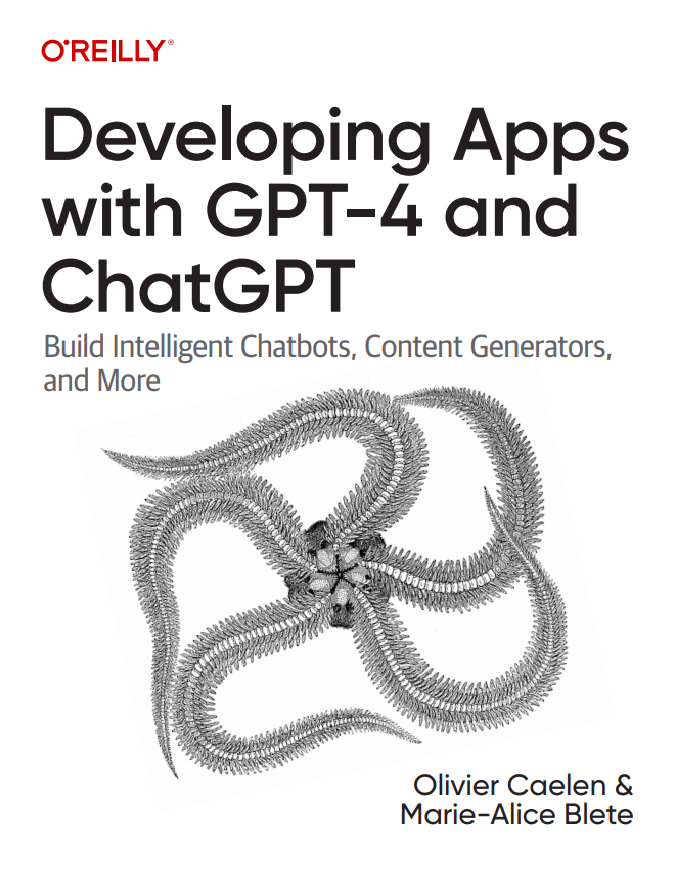 O'REILLY®
Developing Apps
with GPT-4 and
ChatGPT
Build Intelligent Chatbots, Content Generators,
and More
Olivier Caelen &
Marie-Alice Blete